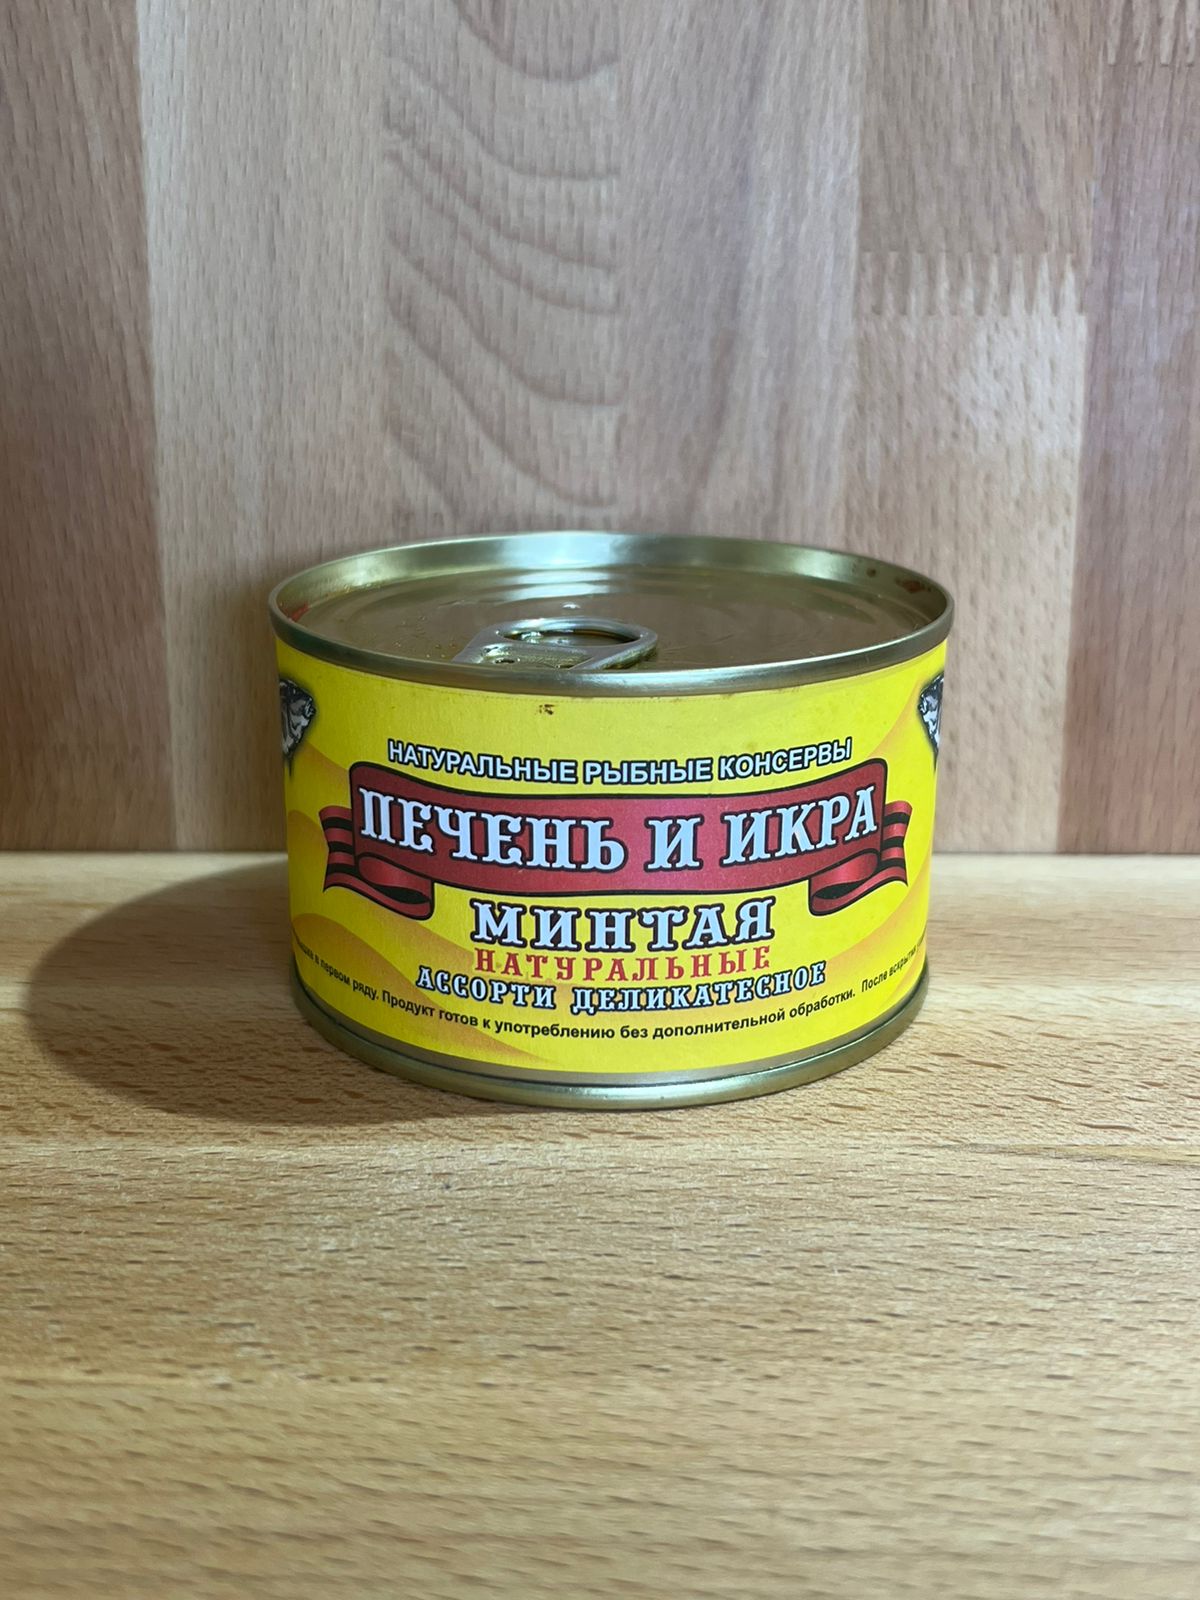 НАТУРАЛЬНЫЕ РЫБНЫЕ КОНСЕРВЫ
ПЕЧЕНЬ И ИКРА
МИНТАЯ
НАТУРАЛЬНЫЕ
АССОРТИ ДЕЛИКАТЕСНОЕ
в первом ряду. Продукт готов к употреблению без дополнительной обработки. После вскрытия